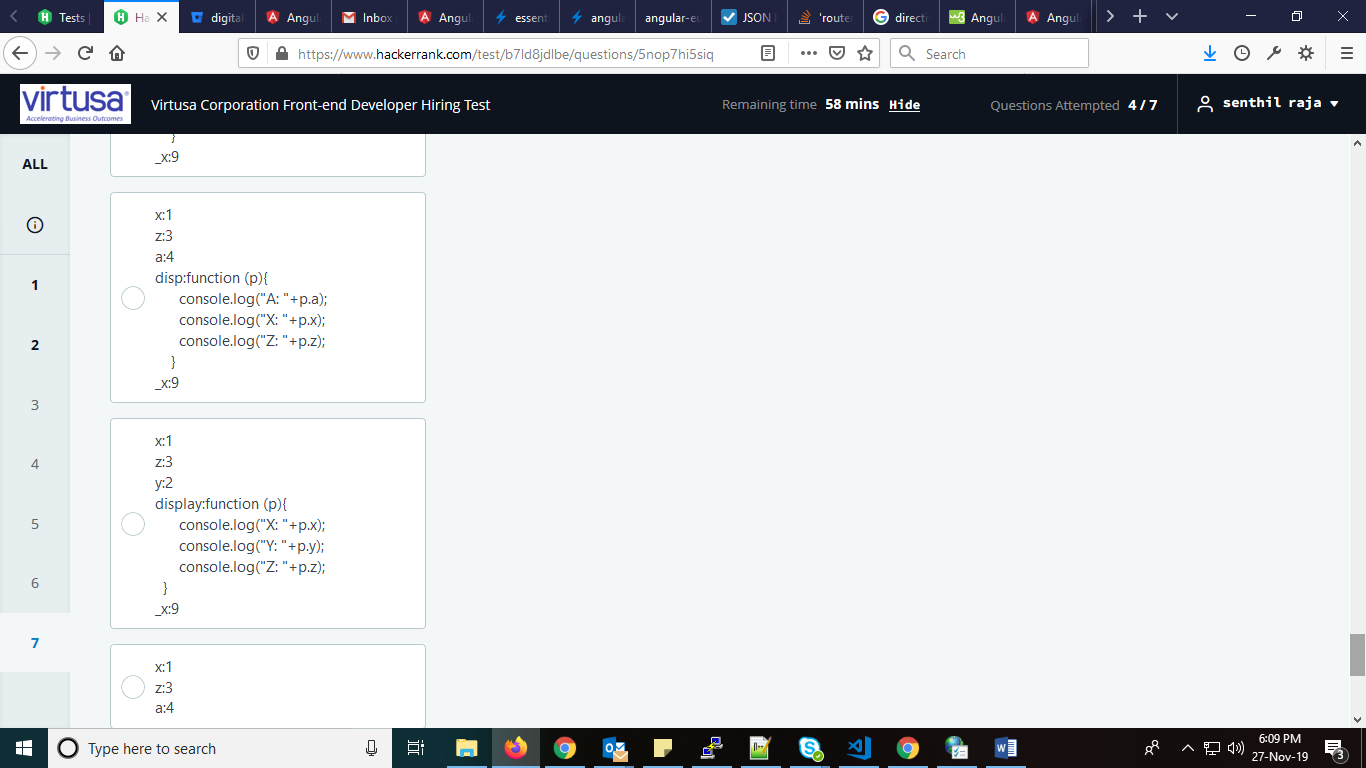 Tests
Ha
digita
Angul
Inbox
Angul
essent
angula
angular-eu
JSON
'router
directi
Angul
Angul
https://www.hackerrank.com/test/b7ld8jdlbe/questions/5nop7hi5siq
Search
virtusa
Accelerating Business Outcomes
Virtusa Corporation Front-end Developer Hiring Test
Remaining time 58 mins Hide
Questions Attempted 4 / 7
senthil raja
ALL
1
2
3
4
5
6
7
}
_x:9
x:1
z:3
a:4
disp:function (p){
console.log("A: "+p.a);
console.log("X: "+p.x);
console.log("Z: "+p.z);
}
_x:9
x:1
z:3
y:2
display:function (p){
console.log("X: "+p.x);
console.log("Y: "+p.y);
console.log("Z: "+p.z);
}
_x:9
x:1
z:3
a:4
Type here to search
6:09 PM
27-Nov-19
3